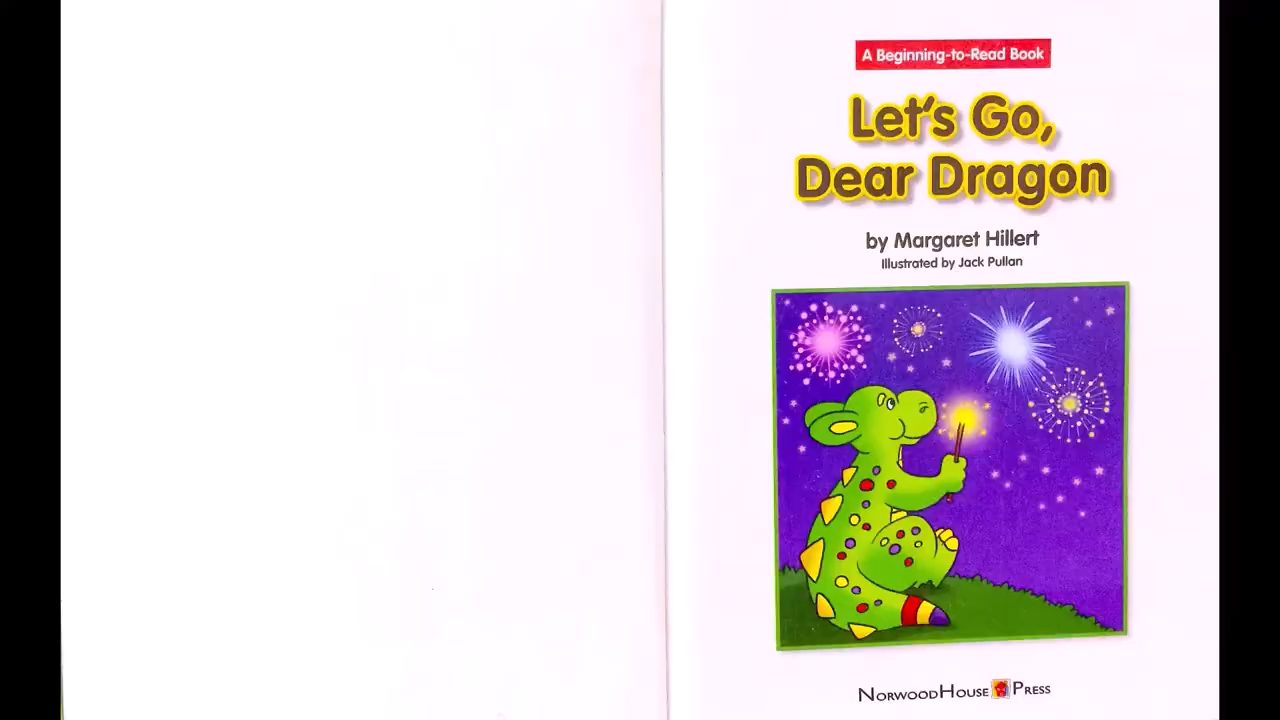 A Beginning-to-Read Book
Let's Go,
Dear Dragon
by Margaret Hillert
Illustrated by Jack Pullan
NORWOOD HOUSE PRESS